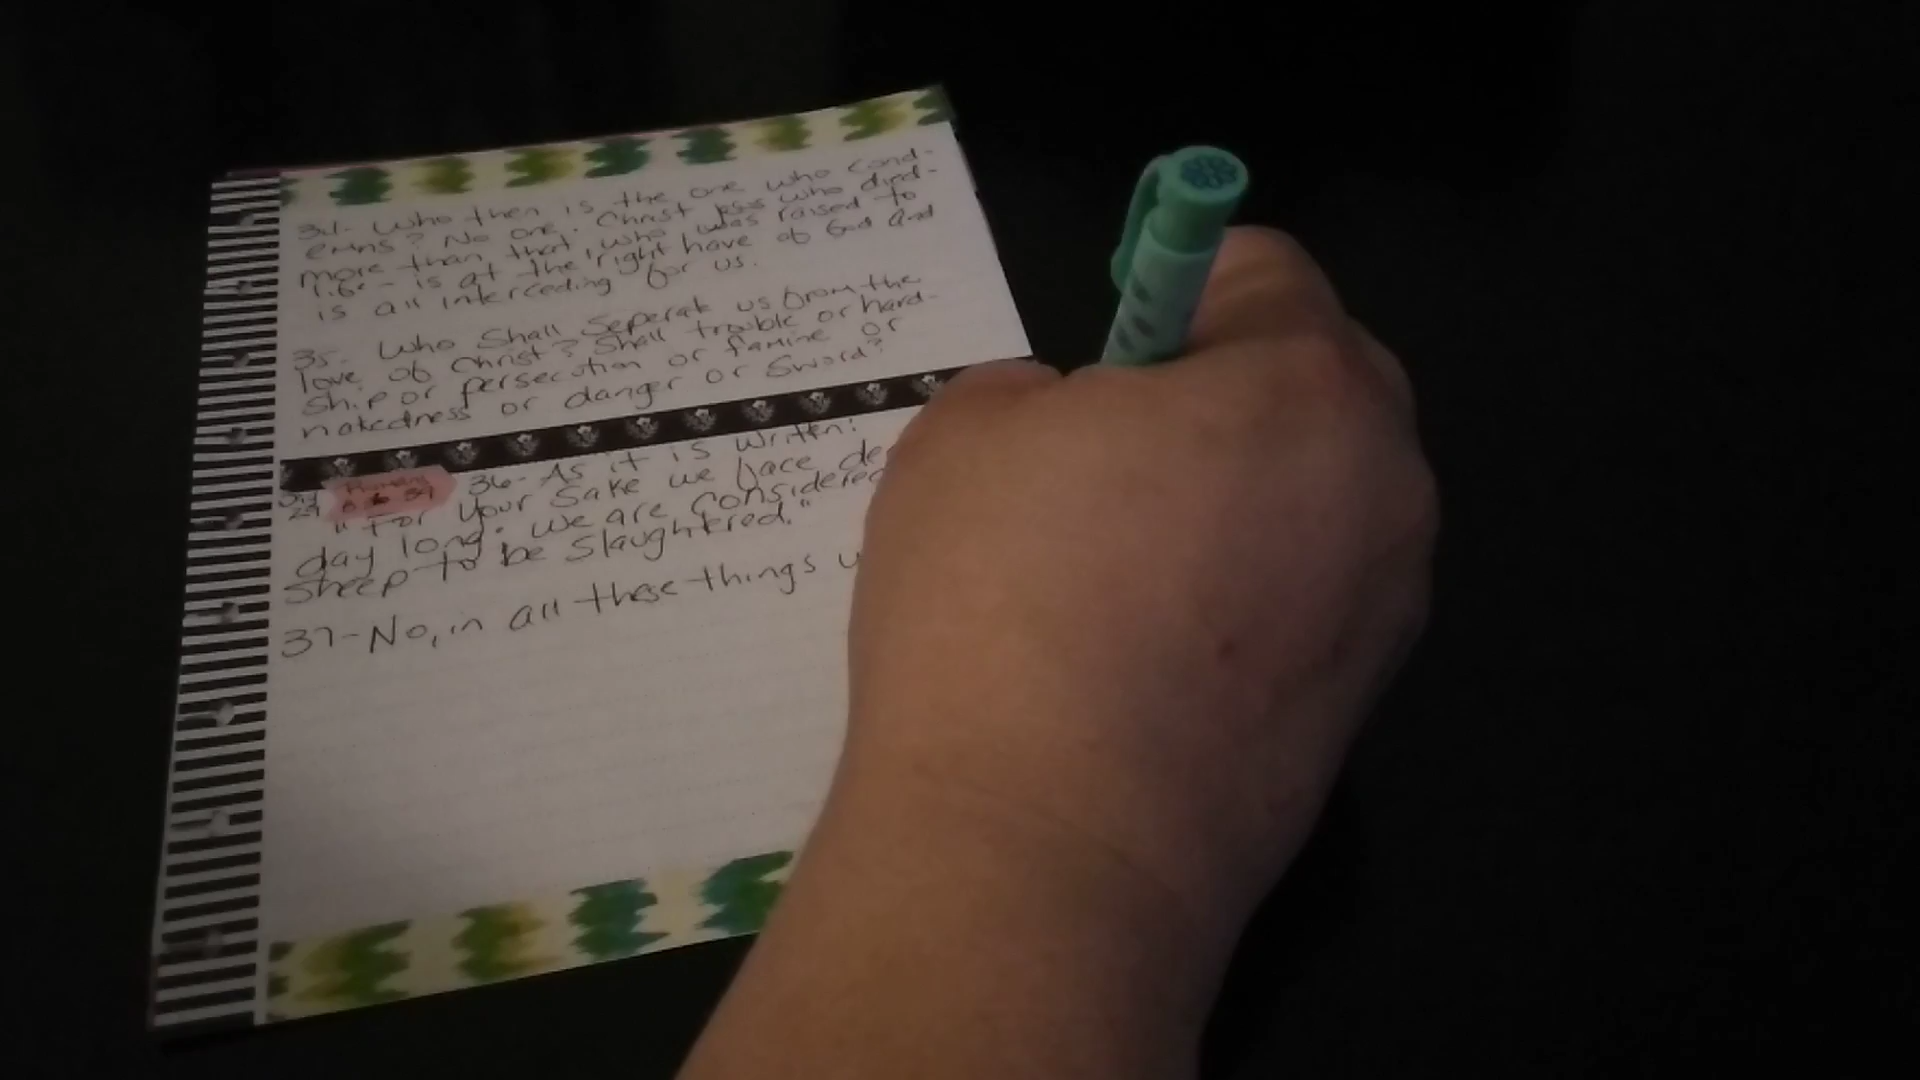 34- Who then is the one who cond-
emns? No one. Christ Jesus who died-
more than that, who was raised to
life - is at the right have of God and
is all interceding for us.
35- Who Shall Seperate us from the
love of Christ? Shall trouble or hard-
ship or persecution or famine or
nakedness or danger or Sword?
36- As it is written:
29 "For your Sake we face de
day long: we are considered
Sheep to be Slaughtered."
37-No, in all these things